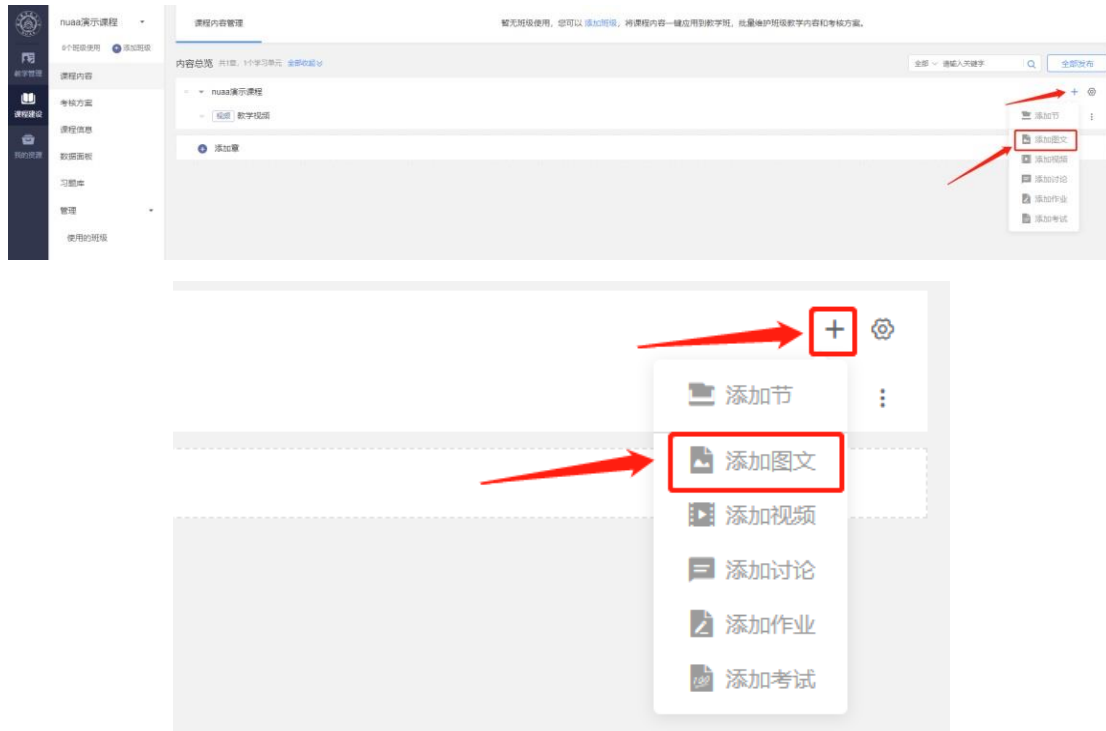 nuaa演示课程
课程内容管理
暂无班级使用，您可以 添加班级，将课程内容一键应用到教学班，批量维护班级教学内容和考核方案。
0个班级使用 添加班级
教学管理
课程建设
我的资源
课程内容
考核方案
课程信息
数据面板
习题库
管理
使用的班级
内容总览 共1章，1个学习单元 全部收起
全部 请输入关键字
全部发布
nuaa演示课程
视频 教学视频
添加章
添加节
添加图文
添加视频
添加讨论
添加作业
添加考试
添加节
添加图文
添加视频
添加讨论
添加作业
添加考试